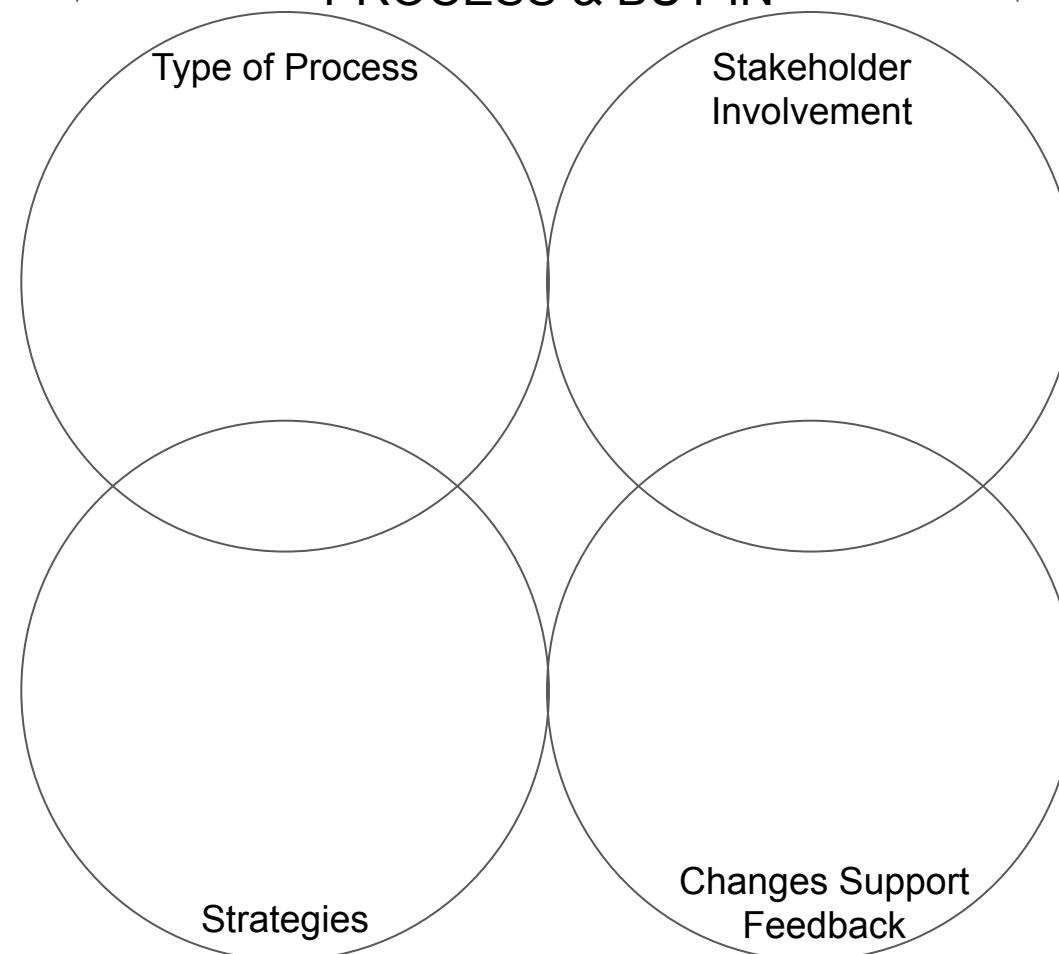 PROCESS & BUY-IN
Type of Process
Stakeholder
Involvement
Strategies
Changes Support
Feedback